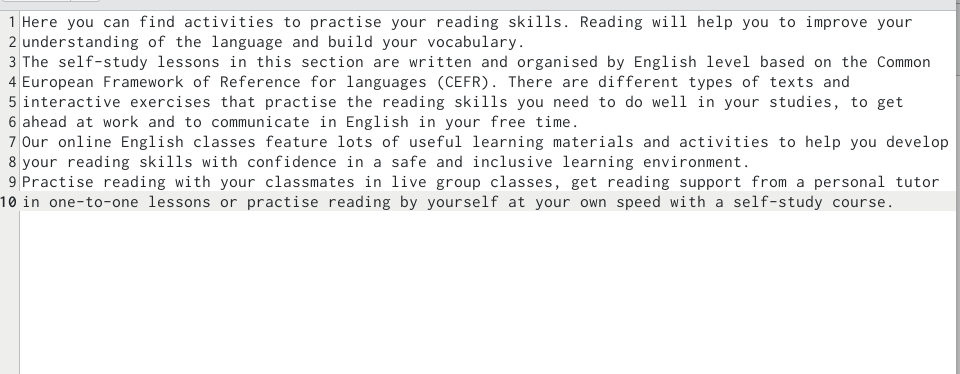 1 Here you can find activities to practise your reading skills. Reading will help you to improve your
2 understanding of the language and build your vocabulary.
3 The self-study lessons in this section are written and organised by English level based on the Common
4 European Framework of Reference for languages (CEFR). There are different types of texts and
5 interactive exercises that practise the reading skills you need to do well in your studies, to get
6 ahead at work and to communicate in English in your free time.
7 Our online English classes feature lots of useful learning materials and activities to help you develop
8 your reading skills with confidence in a safe and inclusive learning environment.
9 Practise reading with your classmates in live group classes, get reading support from a personal tutor
10 in one-to-one lessons or practise reading by yourself at your own speed with a self-study course.